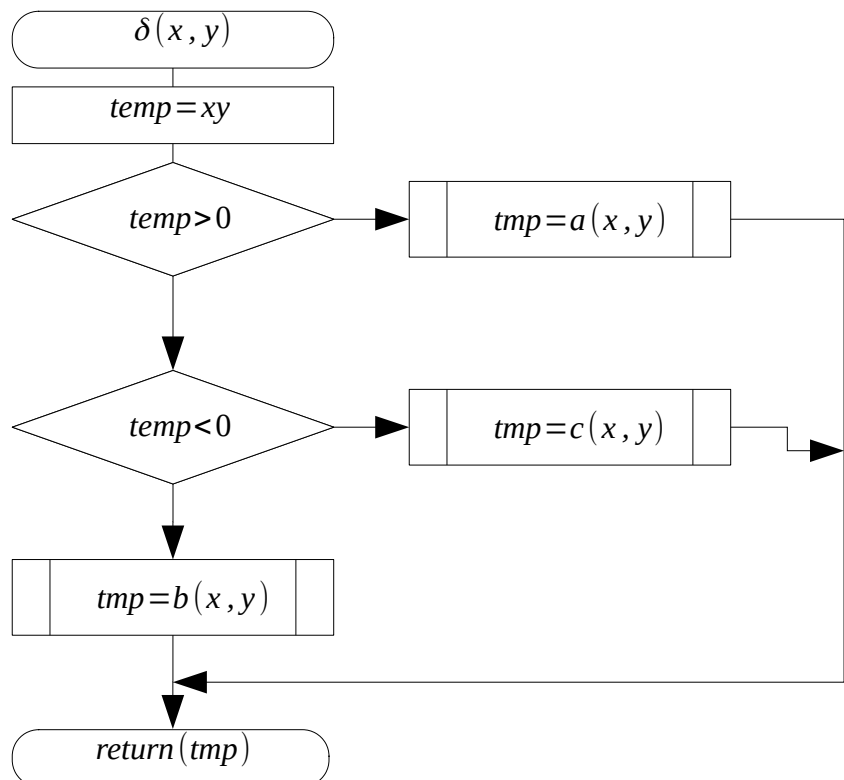 δ(x, y)
temp=xy
temp>0
tmp=a(x, y)
temp<0
tmp=c(x, y)
tmp=b(x, y)
return(tmp)